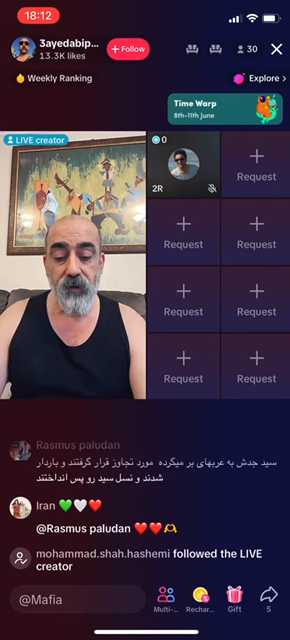 18:12
3ayedabip...
13.3K likes
+ Follow
30
Weekly Ranking
Explore >
Time Warp
8th-11th june
LIVE creator
0
2R
Request
Request
Request
Request
Request
Request
Request
Rasmus paludan
سید جدش به عربهای بر میگرده مورد تجاوز قرار گرفتند و باردار
شدند و نسل سید رو پس انداختند
Iran 💚🤍❤️
@Rasmus paludan ❤️❤️🫶
mohammad.shah.hashemi followed the LIVE
creator
@Mafia
Multi-...
Rechar...
Gift
5